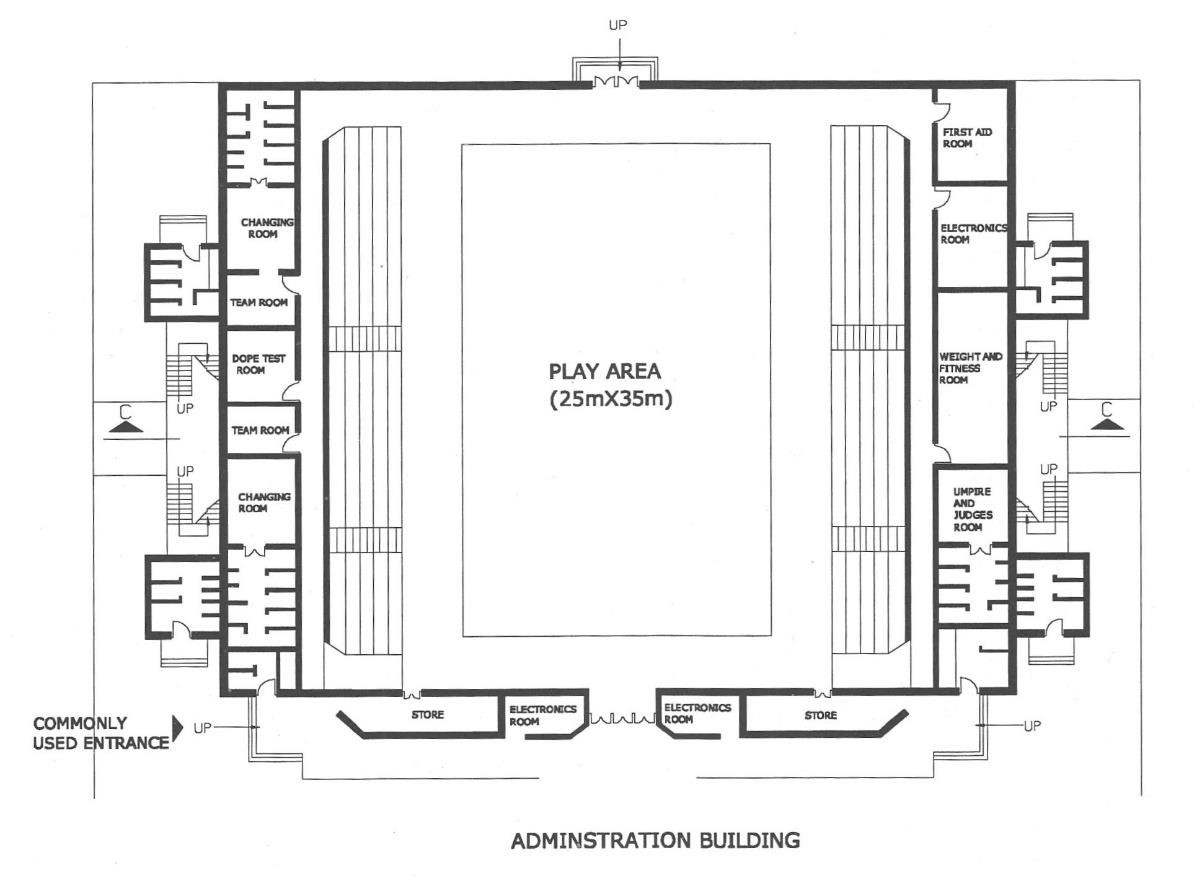 UP
FIRST AID
ROOM
CHANGING
ROOM
ELECTRONICS
ROOM
TEAM ROOM
DOPE TEST
ROOM
WEIGHT AND
FITNESS
ROOM
PLAY AREA
(25mX35m)
UP
UP
C
C
TEAM ROOM
UP
UP
CHANGING
ROOM
UMPIRE
AND
JUDGES
ROOM
COMMONLY
USED ENTRANCE
UP
STORE
ELECTRONICS
ROOM
ELECTRONICS
ROOM
STORE
UP
ADMINSTRATION BUILDING